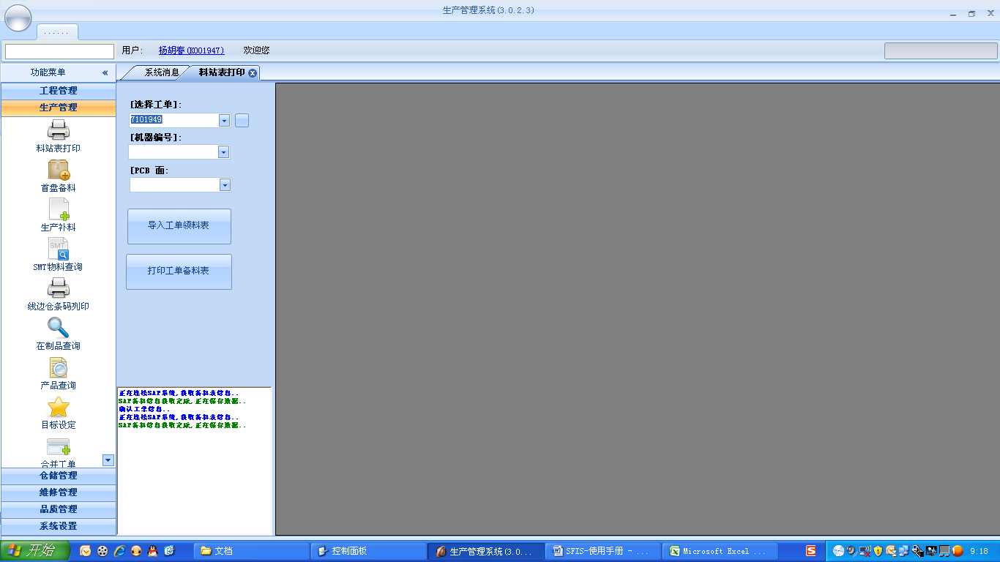 生产管理系统(3.0.2.3)
......
用户: 杨胡春(K001947) 欢迎您
功能菜单 «
系统消息 料站表打印
工程管理
生产管理
料站表打印
首盘备料
生产补料
SMT
SMT物料查询
线边仓条码列印
在制品查询
产品查询
目标设定
合并工单
仓储管理
维修管理
品质管理
系统设置
[选择工单]:
7101949
[机器编号]:
[PCB 面:
导入工单领料表
打印工单备料表
正在连接SAP系统,获取备料表信息..
SAP备料信息获取完成,正在保存数据..
确认工单信息..
正在连接SAP系统,获取备料表信息..
SAP备料信息获取完成,正在保存数据..
开始 文档 控制面板 生产管理系统(3.0... SFIS-使用手册 - ... Microsoft Excel ... S 9:18